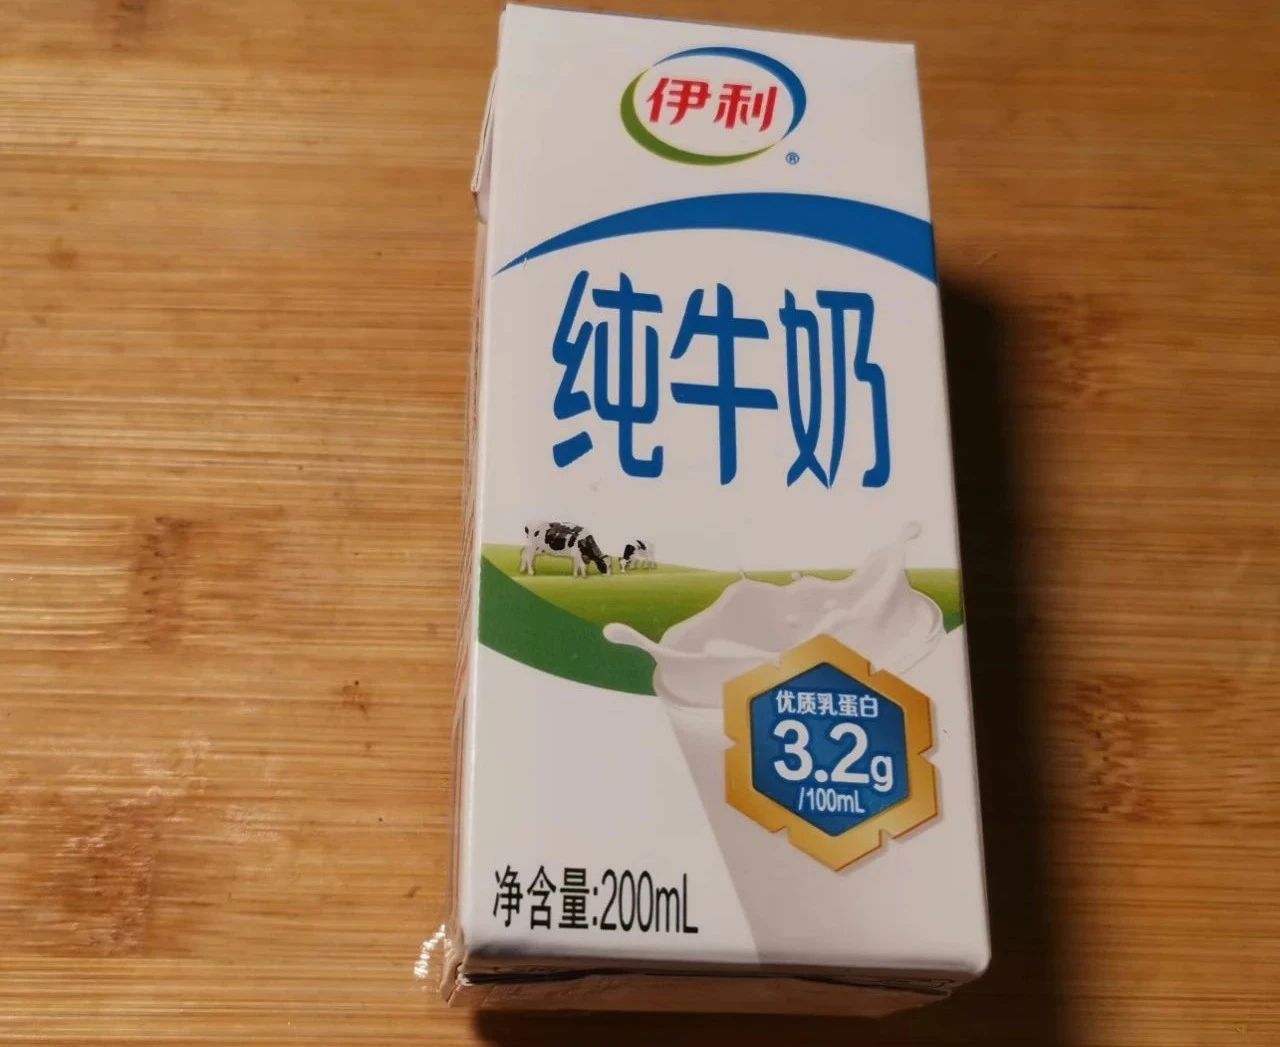 伊利
®
纯牛奶
优质乳蛋白
3.2g
/100mL
净含量:200mL